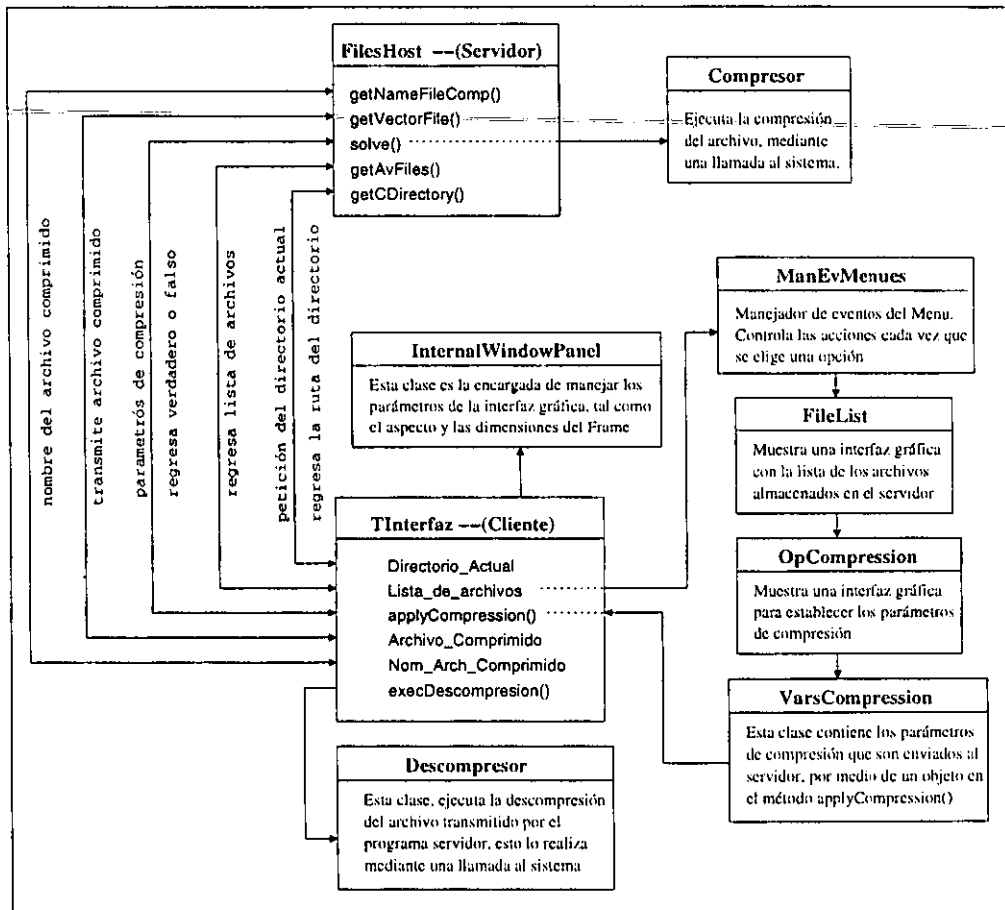 FilesHost --(Servidor)
getNameFileComp()
getVectorFile()
solve()
getAvFiles()
getCDirectory()
Compresor
Ejecuta la compresión
del archivo, mediante
una llamada al sistema.
nombre del archivo comprimido
transmite archivo comprimido
parametrós de compresión
regresa verdadero o falso
regresa lista de archivos
petición del directorio actual
regresa la ruta del directorio
ManEvMenues
Manejador de eventos del Menu.
Controla las acciones cada vez que
se elige una opción
InternalWindowPanel
Esta clase es la encargada de manejar los
parámetros de la interfaz gráfica, tal como
el aspecto y las dimensiones del Frame
FileList
Muestra una interfaz gráfica
con la lista de los archivos
almacenados en el servidor
TInterfaz --(Cliente)
Directorio_Actual
Lista_de_archivos
applyCompression()
Archivo_Comprimido
Nom_Arch_Comprimido
execDescompresion()
OpCompression
Muestra una interfaz gráfica
para establecer los parámetros
de compresión
VarsCompression
Esta clase contiene los parámetros
de compresión que son enviados al
servidor, por medio de un objeto en
el método applyCompression()
Descompresor
Esta clase, ejecuta la descompresión
del archivo transmitido por el
programa servidor, esto lo realiza
mediante una llamada al sistema